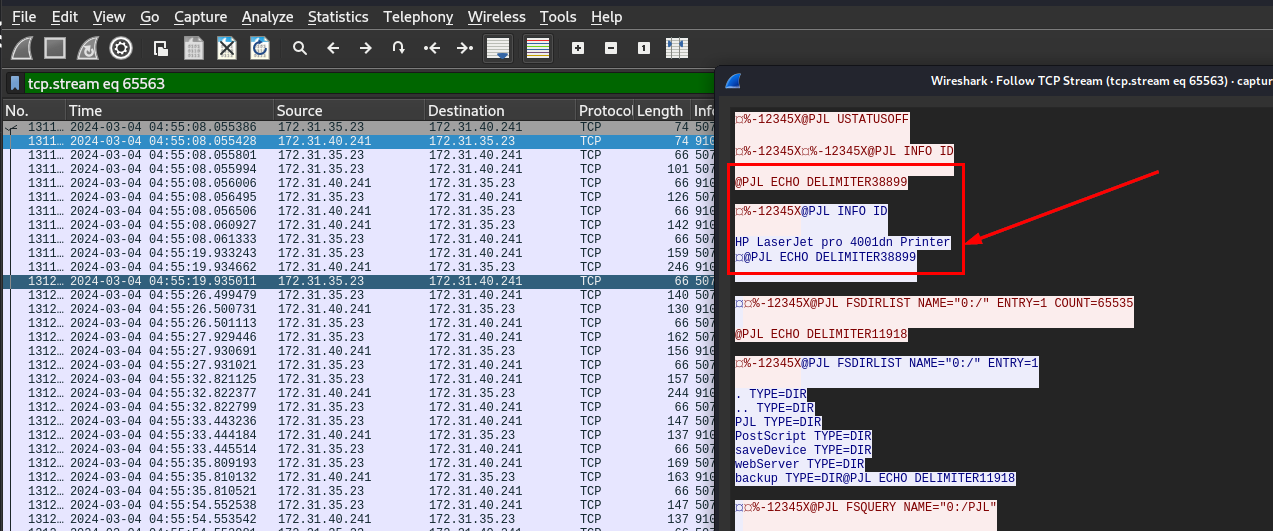 File Edit View Go Capture Analyze Statistics Telephony Wireless Tools Help
tcp.stream eq 65563
Wireshark · Follow TCP Stream (tcp.stream eq 65563) · captur
No. Time Source Destination Protocol Length Info
1311… 2024-03-04 04:55:08.055386 172.31.35.23 172.31.40.241 TCP 74 507
1311… 2024-03-04 04:55:08.055428 172.31.40.241 172.31.35.23 TCP 74 910
1311… 2024-03-04 04:55:08.055801 172.31.35.23 172.31.40.241 TCP 66 507
1311… 2024-03-04 04:55:08.055994 172.31.35.23 172.31.40.241 TCP 101 507
1311… 2024-03-04 04:55:08.056006 172.31.40.241 172.31.35.23 TCP 66 910
1311… 2024-03-04 04:55:08.056495 172.31.35.23 172.31.40.241 TCP 126 507
1311… 2024-03-04 04:55:08.056506 172.31.40.241 172.31.35.23 TCP 66 910
1311… 2024-03-04 04:55:08.060927 172.31.40.241 172.31.35.23 TCP 142 910
1311… 2024-03-04 04:55:08.061333 172.31.35.23 172.31.40.241 TCP 66 507
1311… 2024-03-04 04:55:19.933243 172.31.35.23 172.31.40.241 TCP 159 507
1311… 2024-03-04 04:55:19.934662 172.31.40.241 172.31.35.23 TCP 246 910
1312… 2024-03-04 04:55:19.935011 172.31.35.23 172.31.40.241 TCP 66 507
1312… 2024-03-04 04:55:26.499479 172.31.35.23 172.31.40.241 TCP 140 507
1312… 2024-03-04 04:55:26.500731 172.31.40.241 172.31.35.23 TCP 130 910
1312… 2024-03-04 04:55:26.501113 172.31.35.23 172.31.40.241 TCP 66 507
1312… 2024-03-04 04:55:27.929446 172.31.35.23 172.31.40.241 TCP 162 507
1312… 2024-03-04 04:55:27.930691 172.31.40.241 172.31.35.23 TCP 156 910
1312… 2024-03-04 04:55:27.931021 172.31.35.23 172.31.40.241 TCP 66 507
1312… 2024-03-04 04:55:32.821125 172.31.35.23 172.31.40.241 TCP 157 507
1312… 2024-03-04 04:55:32.822377 172.31.40.241 172.31.35.23 TCP 244 910
1312… 2024-03-04 04:55:32.822799 172.31.35.23 172.31.40.241 TCP 66 507
1312… 2024-03-04 04:55:33.443236 172.31.35.23 172.31.40.241 TCP 147 507
1312… 2024-03-04 04:55:33.444184 172.31.40.241 172.31.35.23 TCP 137 910
1312… 2024-03-04 04:55:33.445514 172.31.35.23 172.31.40.241 TCP 66 507
1312… 2024-03-04 04:55:35.809193 172.31.35.23 172.31.40.241 TCP 169 507
1312… 2024-03-04 04:55:35.810132 172.31.40.241 172.31.35.23 TCP 163 910
1312… 2024-03-04 04:55:35.810521 172.31.35.23 172.31.40.241 TCP 66 507
1312… 2024-03-04 04:55:54.552538 172.31.35.23 172.31.40.241 TCP 147 507
1312… 2024-03-04 04:55:54.553542 172.31.40.241 172.31.35.23 TCP 137 910
¤%-12345X@PJL USTATUSOFF
¤%-12345X¤%-12345X@PJL INFO ID
@PJL ECHO DELIMITER38899
¤%-12345X@PJL INFO ID
HP LaserJet pro 4001dn Printer
¤@PJL ECHO DELIMITER38899
¤¤%-12345X@PJL FSDIRLIST NAME="0:/" ENTRY=1 COUNT=65535
@PJL ECHO DELIMITER11918
¤%-12345X@PJL FSDIRLIST NAME="0:/" ENTRY=1
. TYPE=DIR
.. TYPE=DIR
PJL TYPE=DIR
PostScript TYPE=DIR
saveDevice TYPE=DIR
webServer TYPE=DIR
backup TYPE=DIR@PJL ECHO DELIMITER11918
¤¤%-12345X@PJL FSQUERY NAME="0:/PJL"